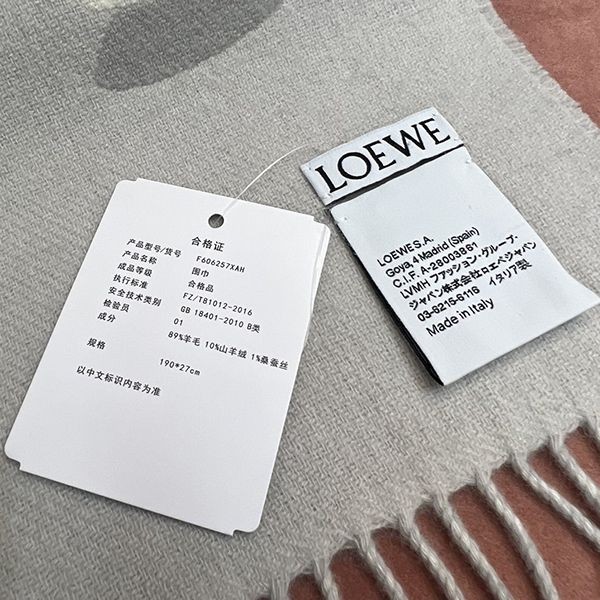 合格证
产品型号/货号 F606257XAH
产品名称 围巾
成品等级 合格品
执行标准 FZ/T81012-2016
安全技术类别 GB 18401-2010 B类
检验员 01
成分 89%羊毛 10%山羊绒 1%桑蚕丝
规格 190*27cm
以中文标识内容为准
LOEWE
LOEWE S.A.
Goya, 4 Madrid (Spain)
C.I.F. A-28003861
LVMH ファッション・グループ・
ジャパン株式会社ロエベジャパン
03-6215-6116 イタリア製
Made in Italy